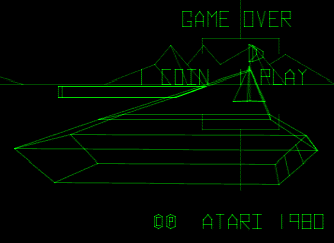 GAME OVER
1 COIN 1 PLAY
©℗ ATARI 1980